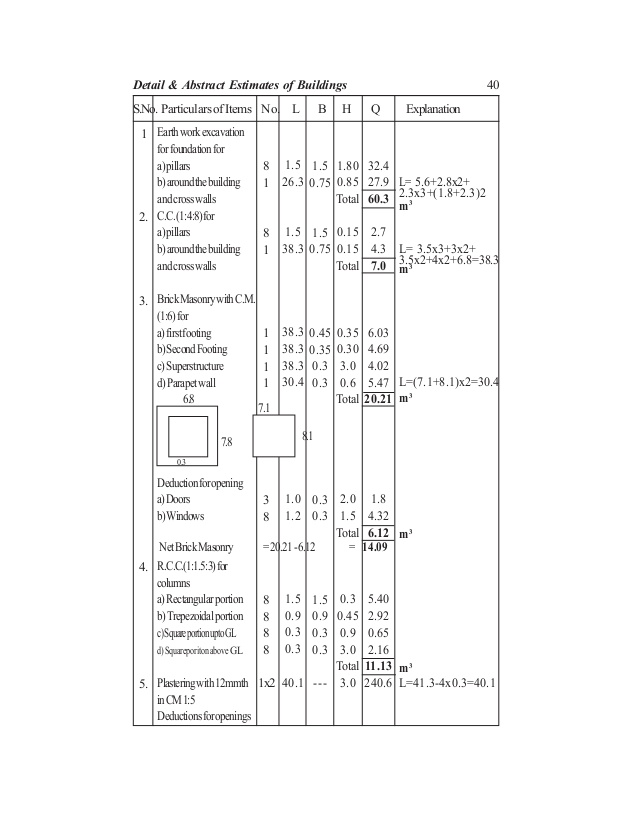 Detail & Abstract Estimates of Buildings 40
S.No. Particulars of Items No. L B H Q Explanation
1 Earth work excavation
for foundation for
a) pillars 8 1.5 1.5 1.80 32.4
b) around the building 1 26.3 0.75 0.85 27.9 L= 5.6+2.8x2+
2.3x3+(1.8+2.3)2
and cross walls Total 60.3 m³
2. C.C. (1:4:8) for
a) pillars 8 1.5 1.5 0.15 2.7
b) around the building 1 38.3 0.75 0.15 4.3 L= 3.5x3+3x2+
3.5x2+4x2+6.8=38.3
and cross walls Total 7.0 m³
3. Brick Masonry with C.M.
(1:6) for
a) first footing 1 38.3 0.45 0.35 6.03
b) Second Footing 1 38.3 0.35 0.30 4.69
c) Superstructure 1 38.3 0.3 3.0 4.02
d) Parapet wall 1 30.4 0.3 0.6 5.47 L=(7.1+8.1)x2=30.4
6.8 Total 20.21 m³
7.1
7.8 8.1
0.3
Deduction for opening
a) Doors 3 1.0 0.3 2.0 1.8
b) Windows 8 1.2 0.3 1.5 4.32
Total 6.12 m³
Net Brick Masonry =20.21 - 6.12 = 14.09
4. R.C.C.(1:1.5:3) for
columns
a) Rectangular portion 8 1.5 1.5 0.3 5.40
b) Trepezoidal portion 8 0.9 0.9 0.45 2.92
c)Square portion upto GL 8 0.3 0.3 0.9 0.65
d) Square poriton above G.L 8 0.3 0.3 3.0 2.16
Total 11.13 m³
5. Plastering with 12mm th 1x2 40.1 --- 3.0 240.6 L=41.3-4x0.3=40.1
in CM 1:5
Deductions for openings